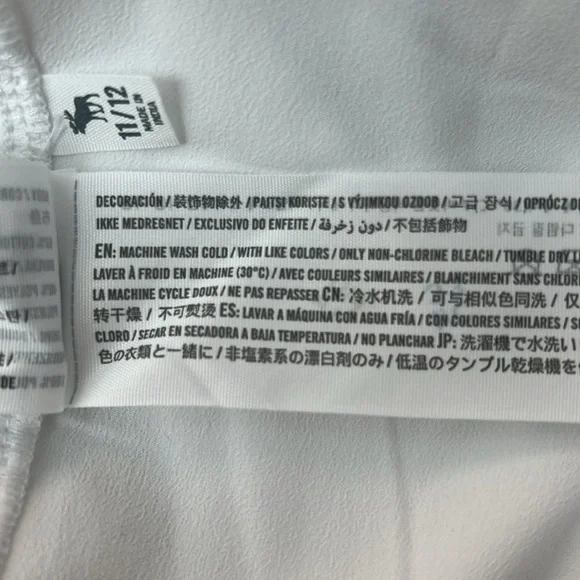 11/12
MADE IN
INDIA
DECORACIÓN / 装饰物除外 / PAITSI KORISTE / S VÝJIMKOU OZDOB / 고급 장식 / OPRÓCZ
IKKE MEDREGNET / EXCLUSIVO DO ENFEITE / دون زخرفة / 不包括飾物
EN: MACHINE WASH COLD / WITH LIKE COLORS / ONLY NON-CHLORINE BLEACH / TUMBLE DRY
LAVER À FROID EN MACHINE (30°C) / AVEC COULEURS SIMILAIRES / BLANCHIMENT SANS
LA MACHINE CYCLE DOUX / NE PAS REPASSER CN: 冷水机洗 / 可与相似色同洗 / 仅
转干燥 / 不可熨烫 ES: LAVAR A MÁQUINA CON AGUA FRÍA / CON COLORES SIMILARES /
CLORO / SECAR EN SECADORA A BAJA TEMPERATURA / NO PLANCHAR JP: 洗濯機で水洗い
色の衣類と一緒に / 非塩素系の漂白剤のみ / 低温のタンブル乾燥機を